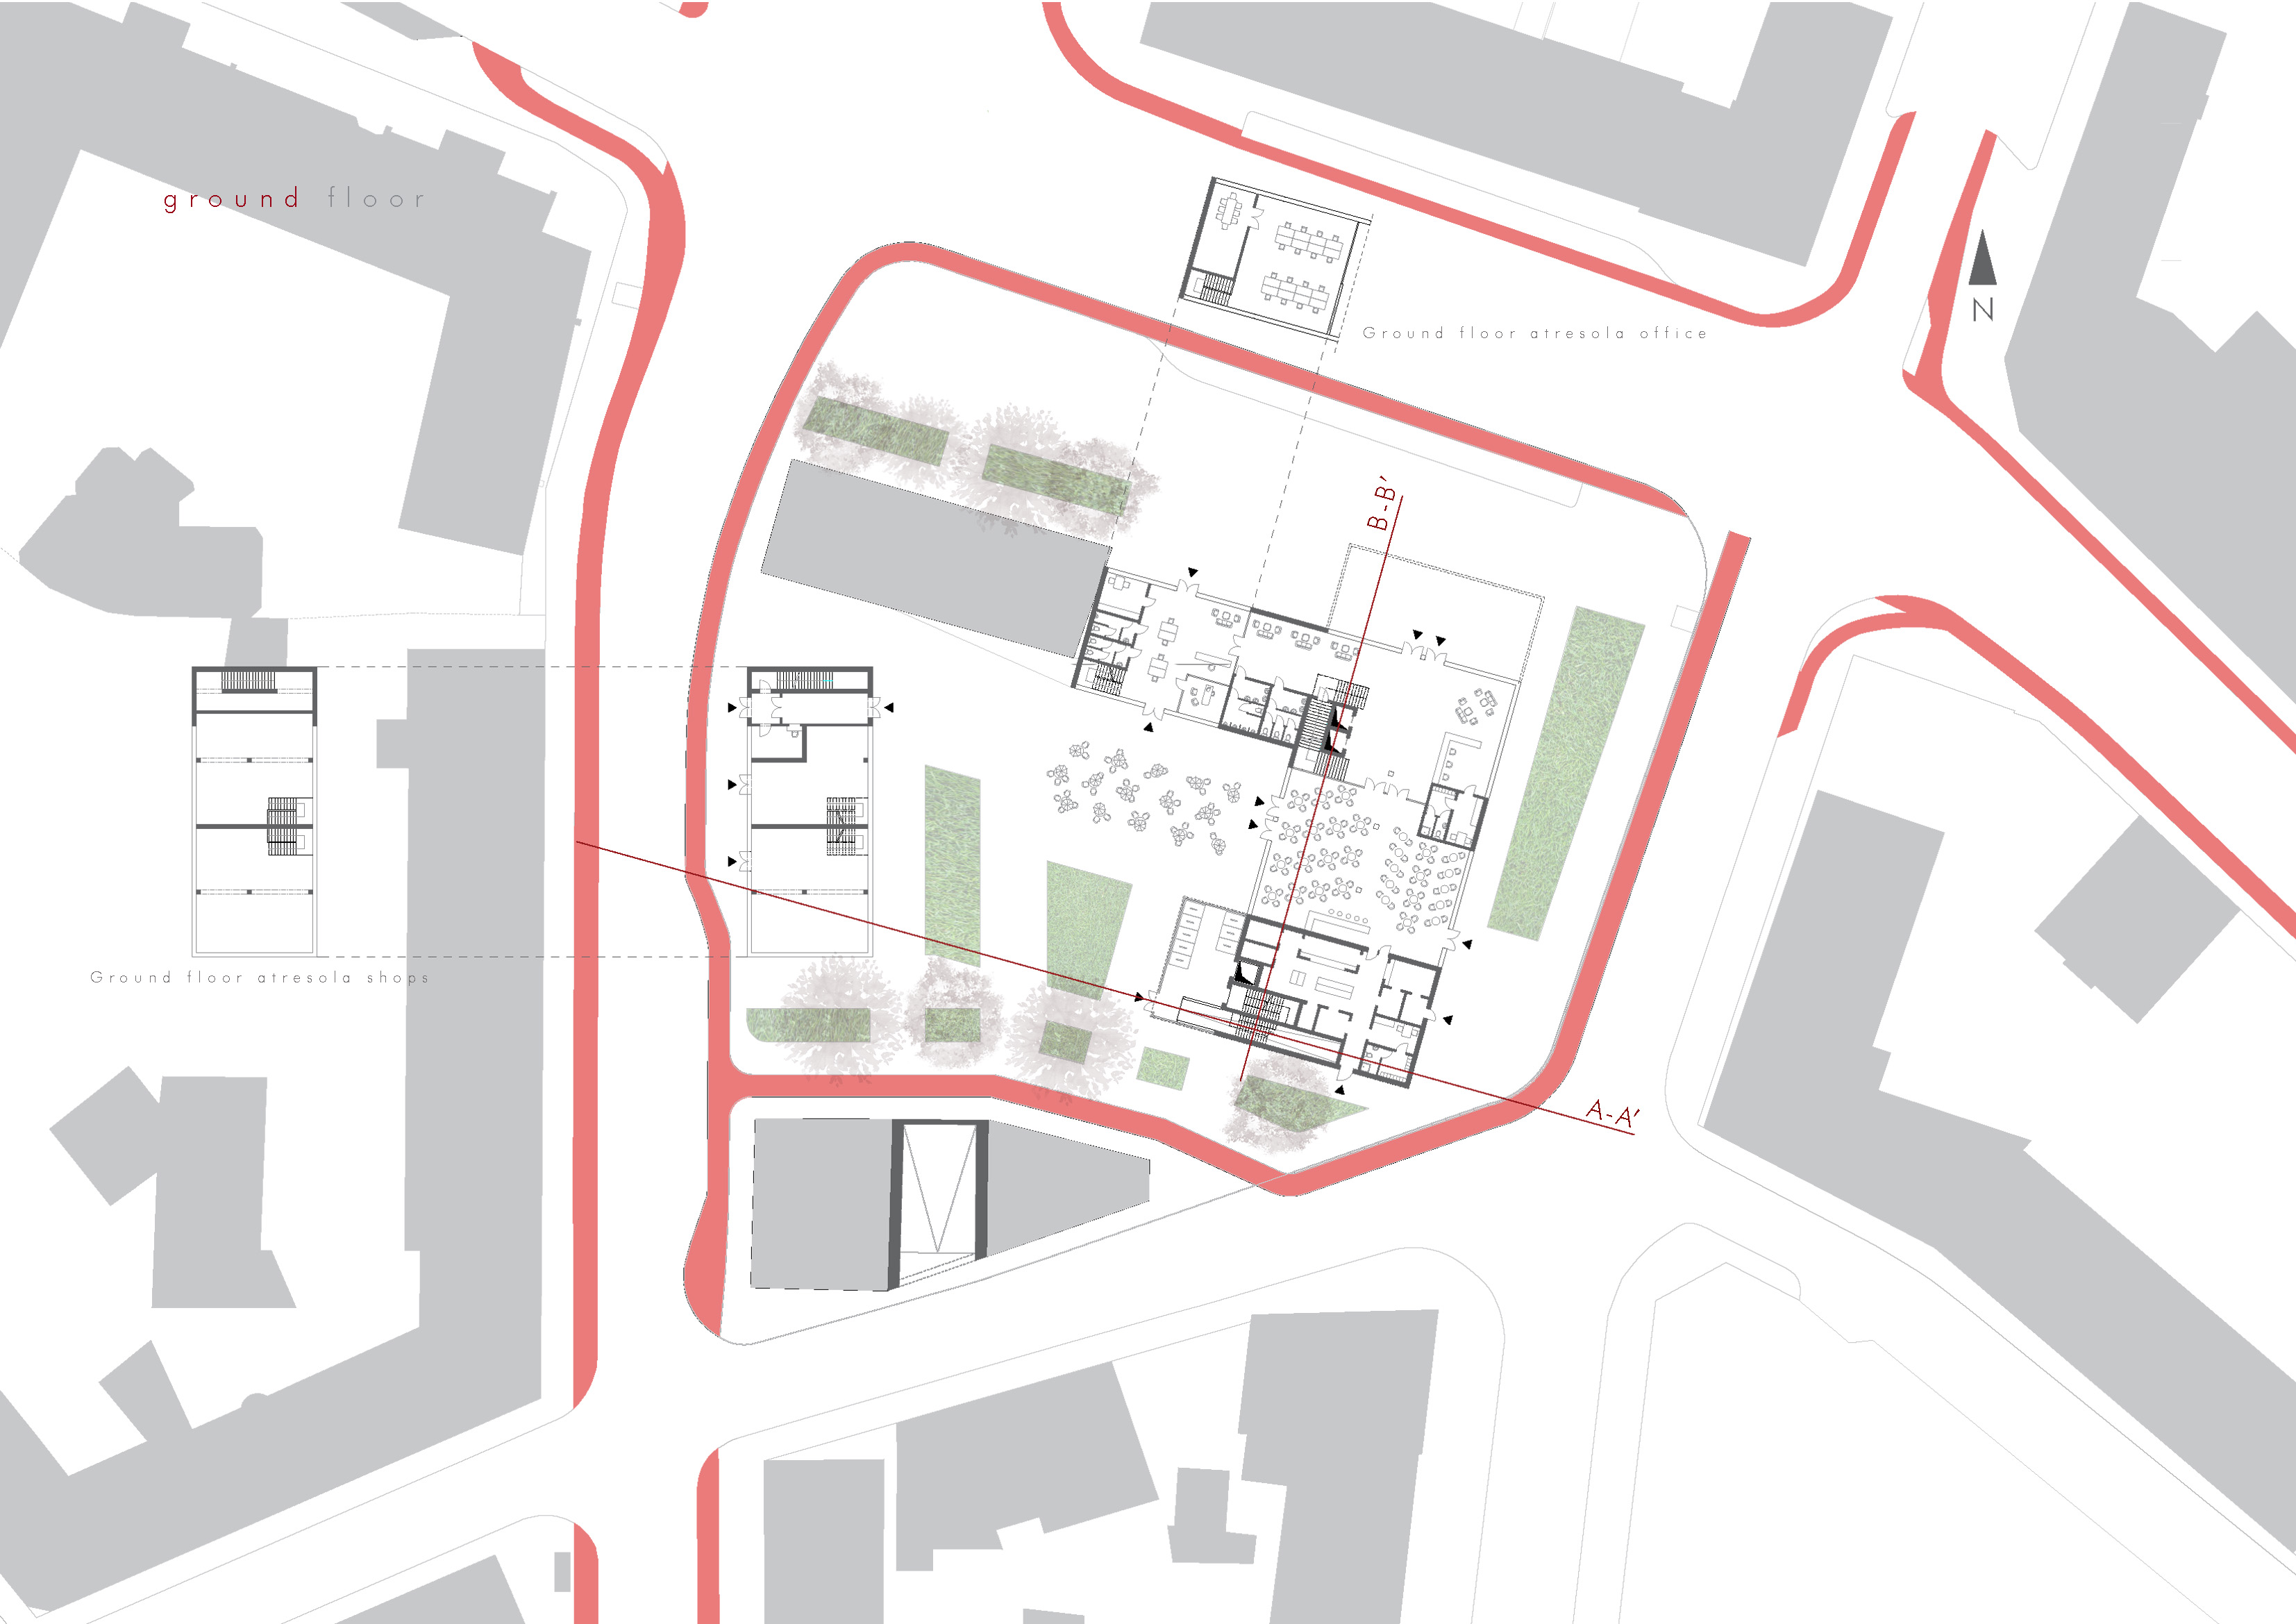 ground floor
N
Ground floor atresola office
B-B'
Ground floor atresola shops
A-A'